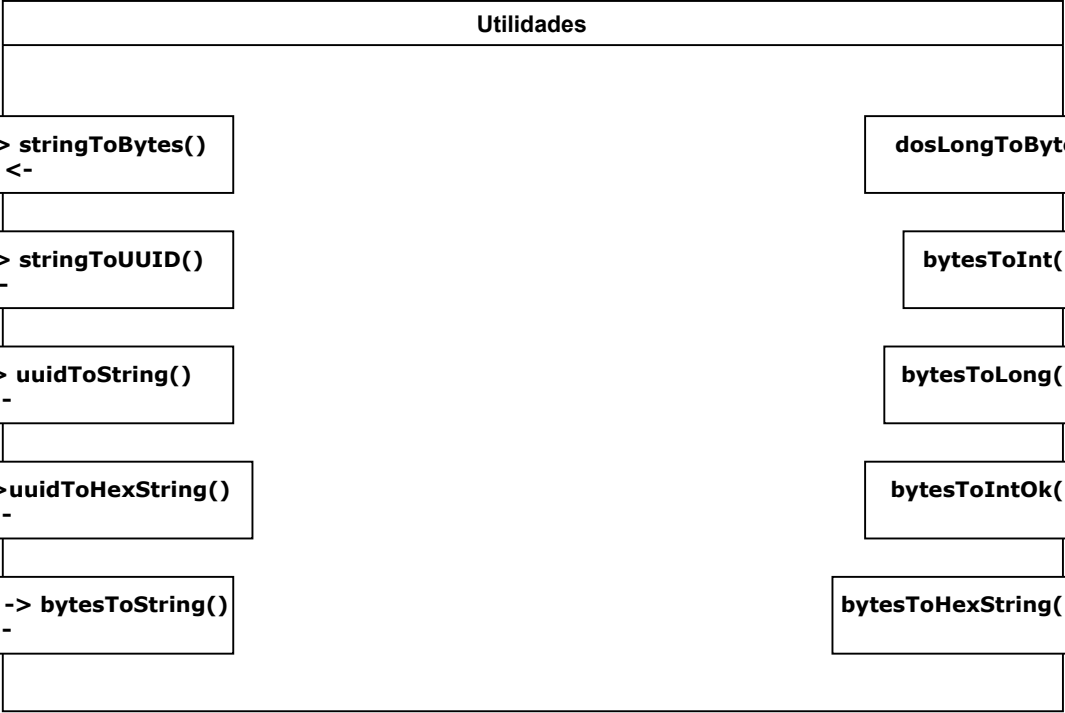 Utilidades
> stringToBytes()
<-
dosLongToByt
> stringToUUID()
-
bytesToInt(
> uuidToString()
-
bytesToLong(
>uuidToHexString()
-
bytesToIntOk(
-> bytesToString()
-
bytesToHexString(